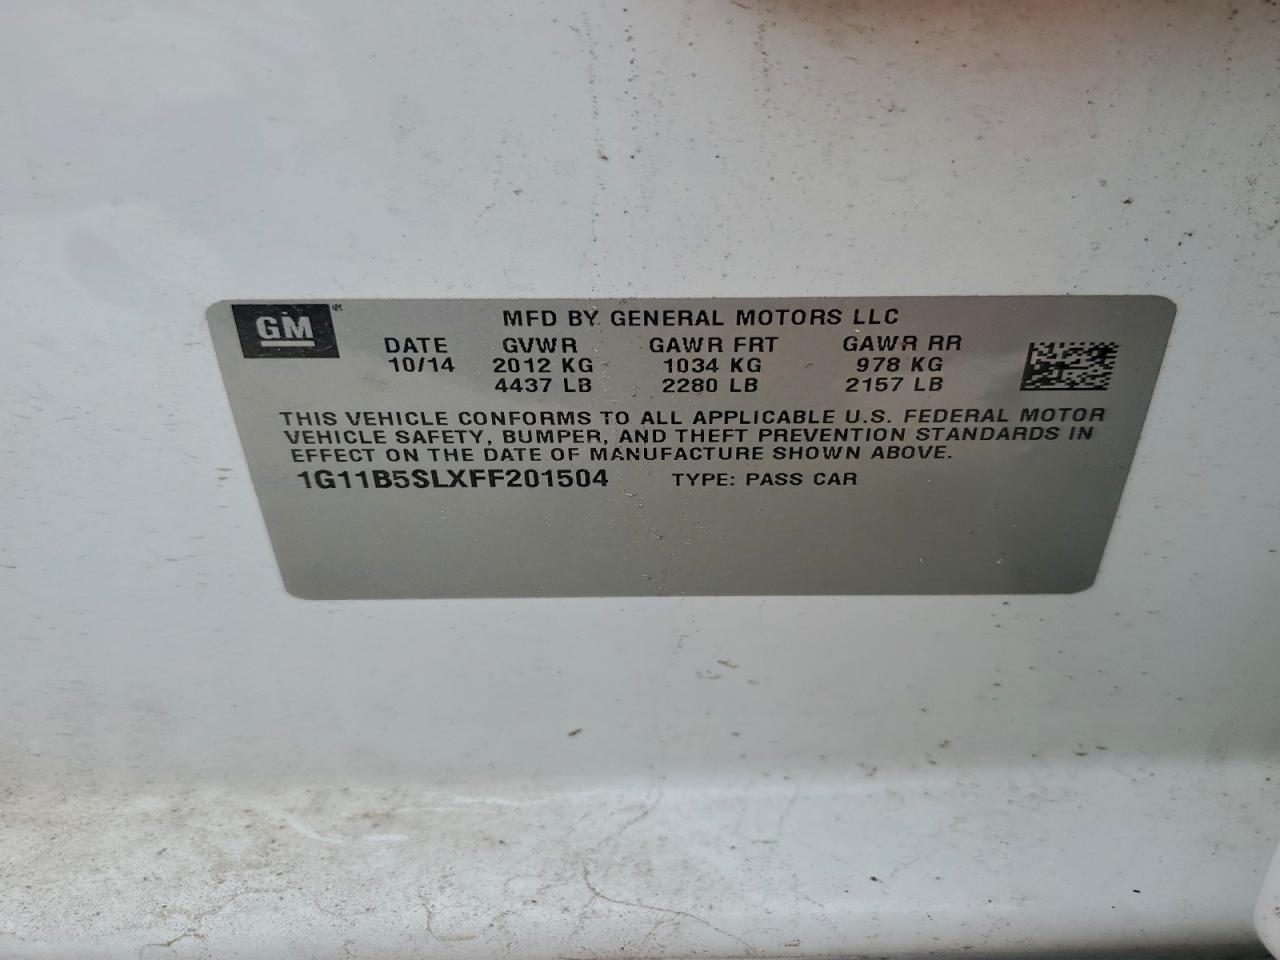 GM ®
MFD BY GENERAL MOTORS LLC
DATE GVWR GAWR FRT GAWR RR
10/14 2012 KG 1034 KG 978 KG
4437 LB 2280 LB 2157 LB
THIS VEHICLE CONFORMS TO ALL APPLICABLE U.S. FEDERAL MOTOR
VEHICLE SAFETY, BUMPER, AND THEFT PREVENTION STANDARDS IN
EFFECT ON THE DATE OF MANUFACTURE SHOWN ABOVE.
1G11B5SLXFF201504 TYPE: PASS CAR